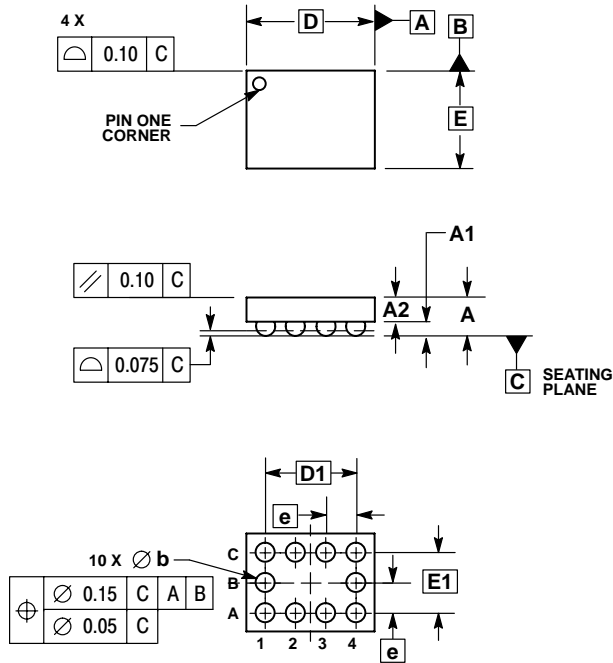 4 X
⌓ 0.10 C
D
A
B
PIN ONE
CORNER
E
A1
⫽ 0.10 C
A2
A
⌓ 0.075 C
C
SEATING
PLANE
D1
e
10 X ∅ b
C
B
A
E1
⌖ ∅ 0.15 C A B
∅ 0.05 C
1 2 3 4
e